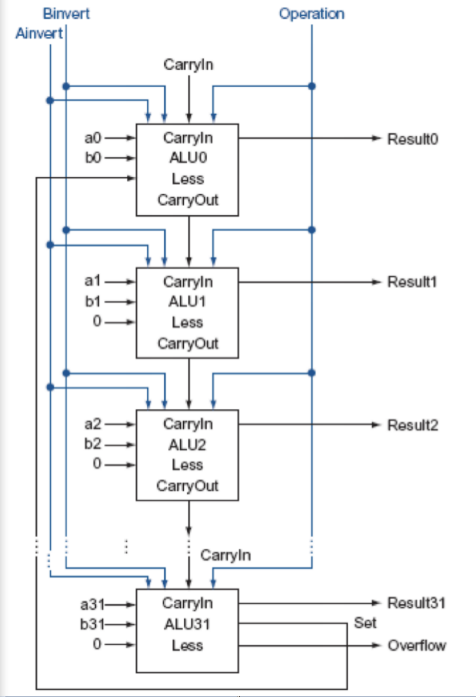 Binvert Operation
Ainvert
CarryIn
a0 CarryIn Result0
b0 ALU0
Less
CarryOut
a1 CarryIn Result1
b1 ALU1
0 Less
CarryOut
a2 CarryIn Result2
b2 ALU2
0 Less
CarryOut
CarryIn
a31 CarryIn Result31
b31 ALU31 Set
0 Less Overflow